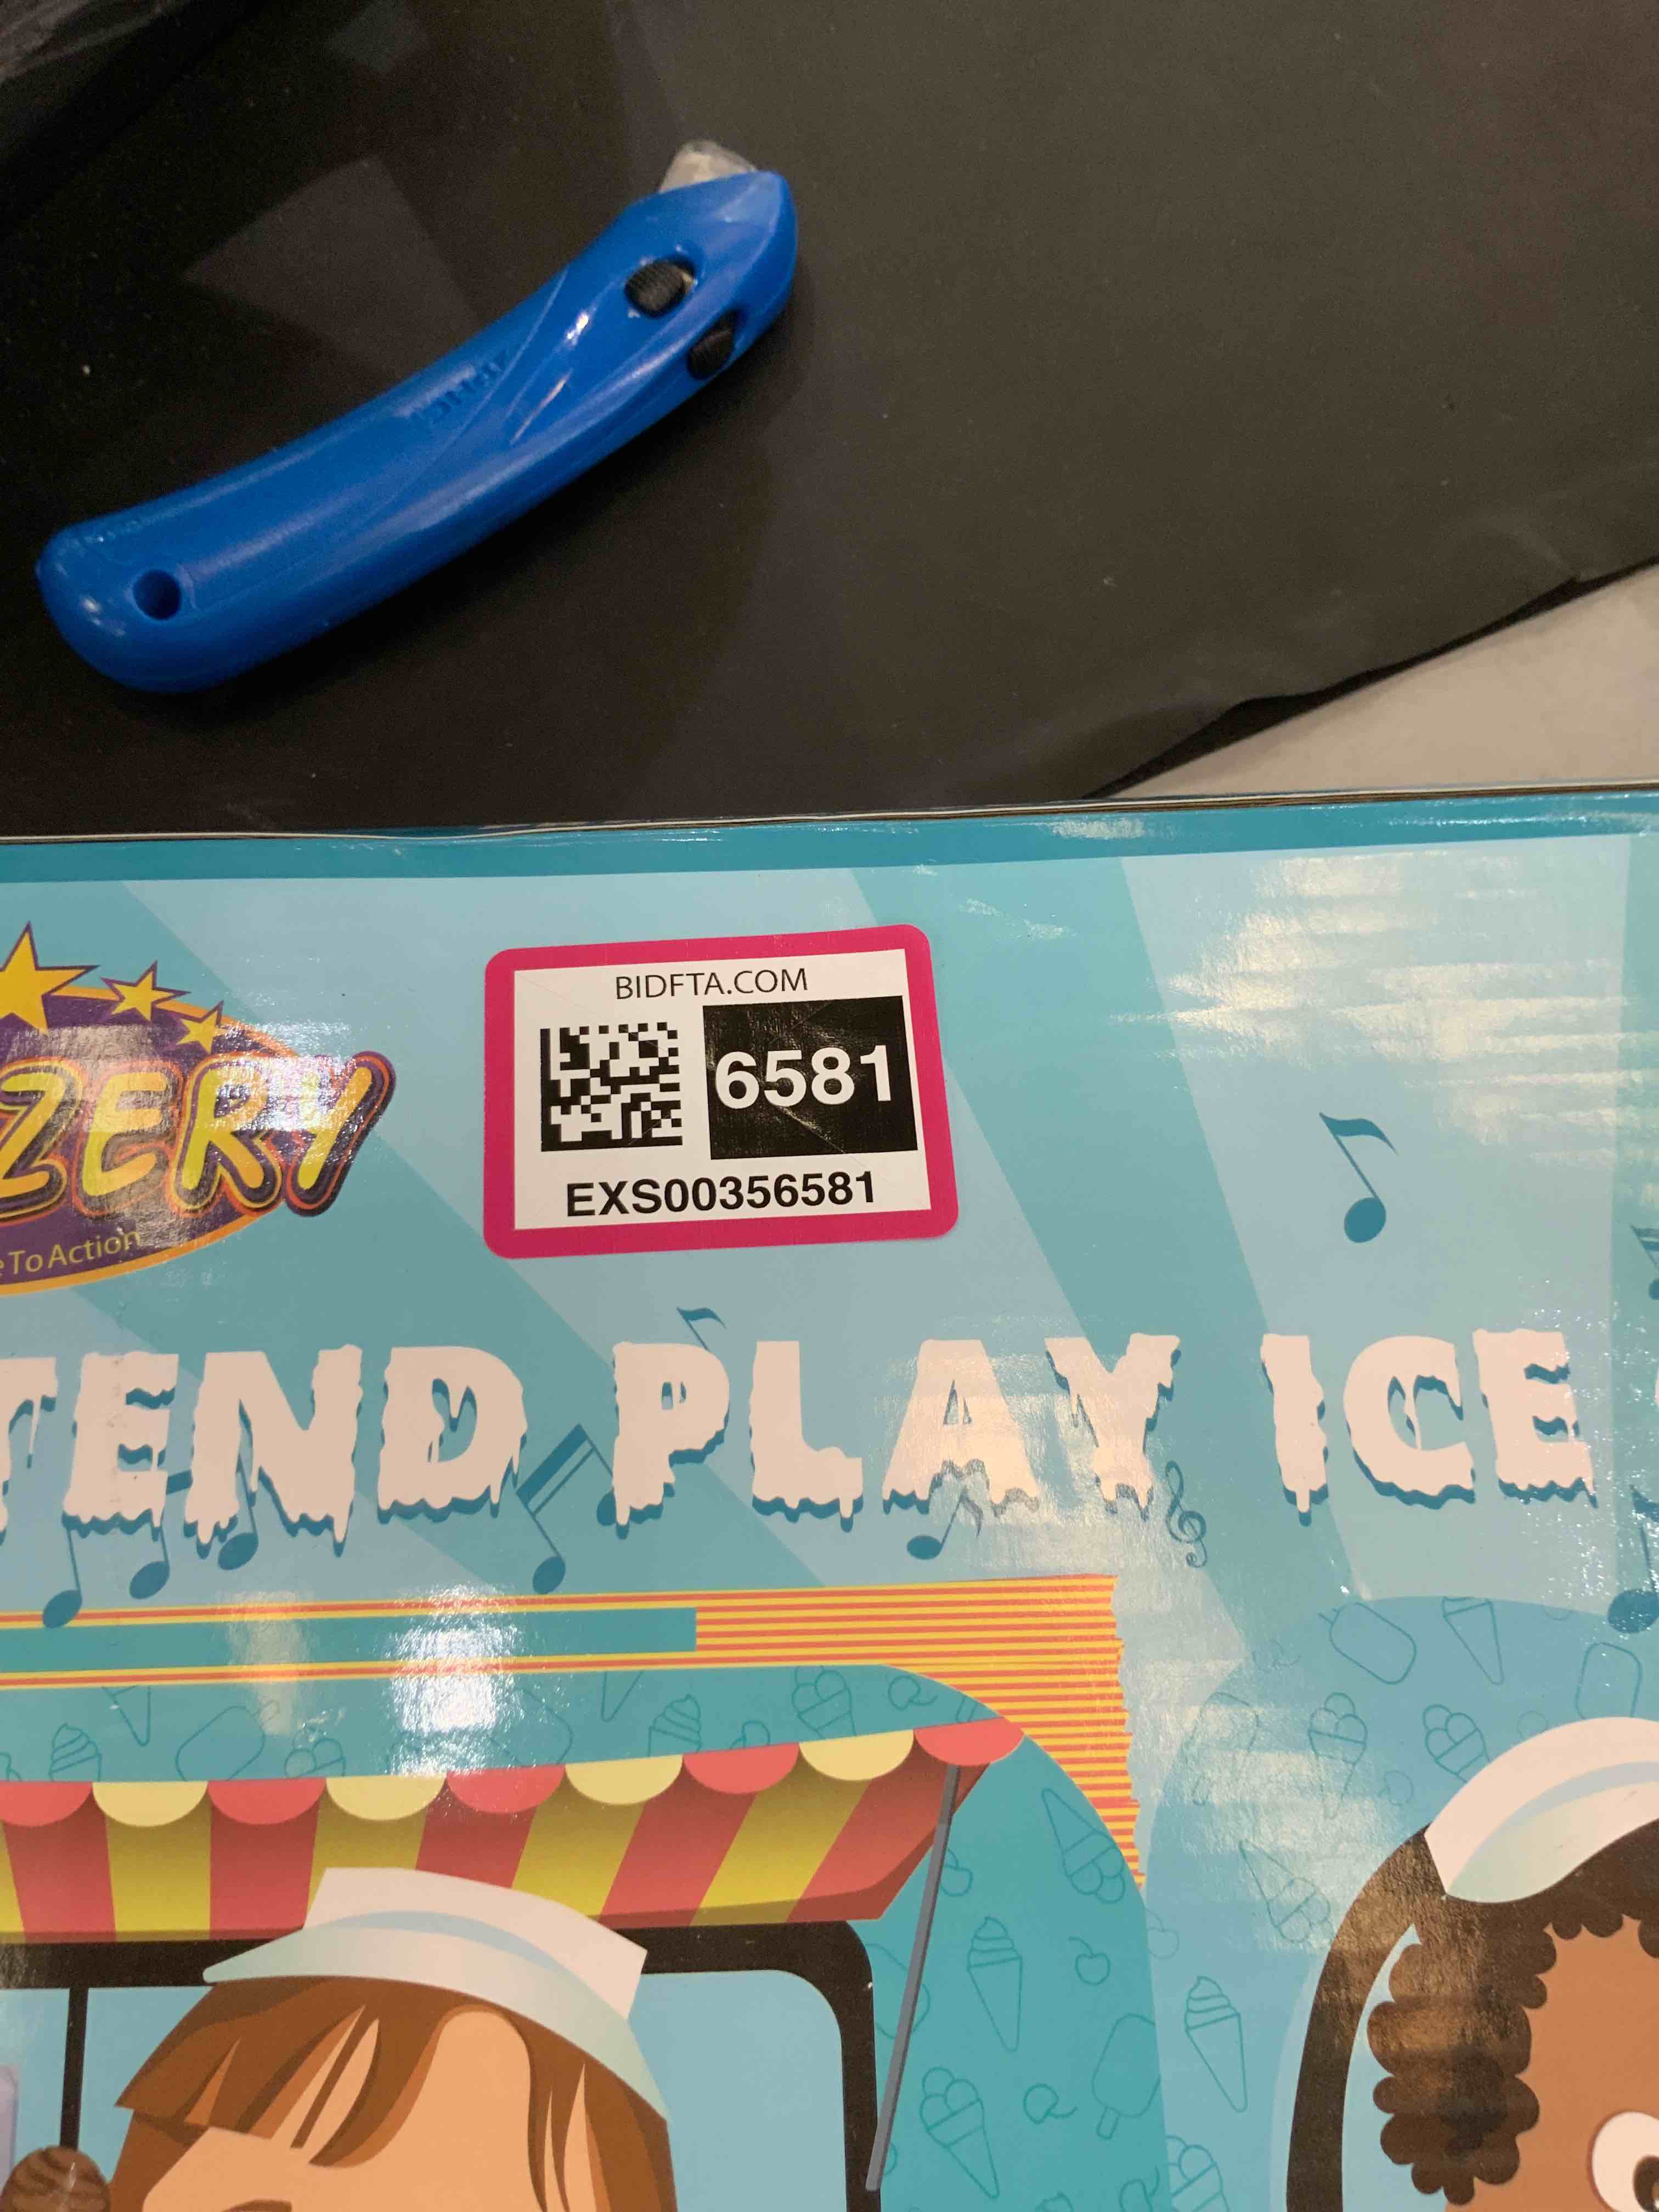 BIDFTA.COM
6581
EXS00356581
ZERY
To Action
TEND PLAY ICE